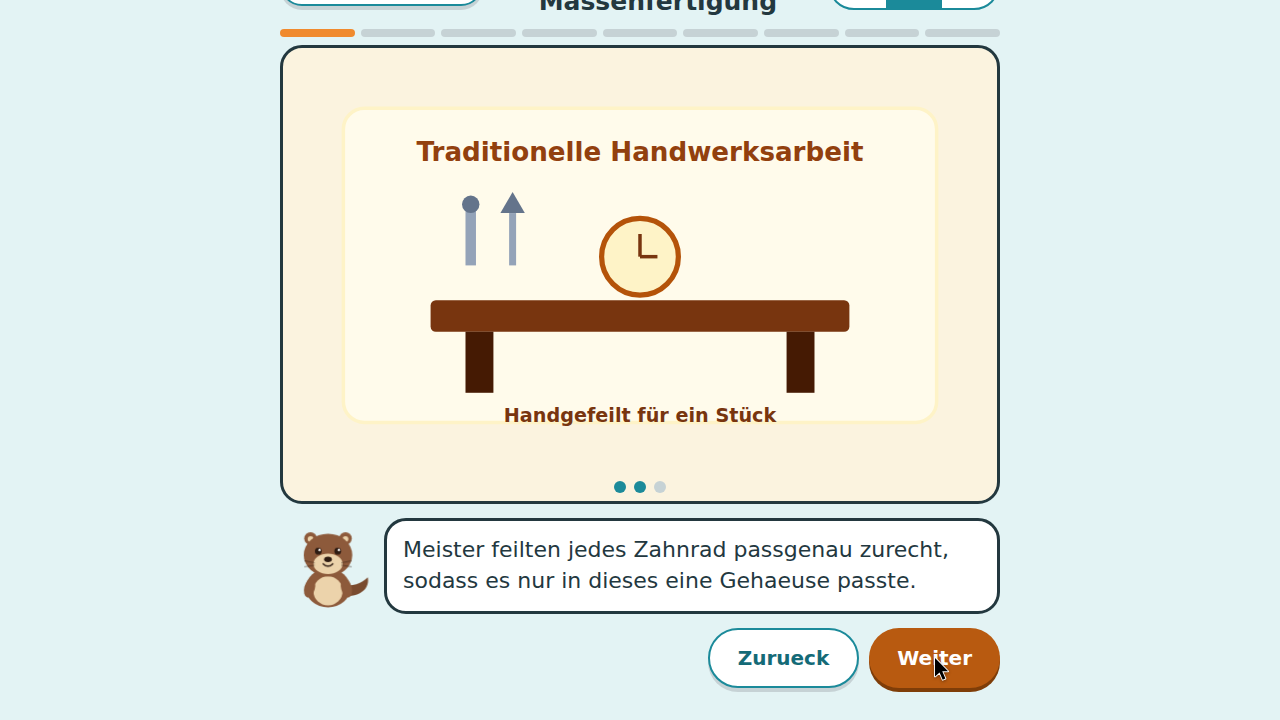 Massenfertigung
Traditionelle Handwerksarbeit
Handgefeilt für ein Stück
Meister feilten jedes Zahnrad passgenau zurecht,
sodass es nur in dieses eine Gehaeuse passte.
Zurueck
Weiter